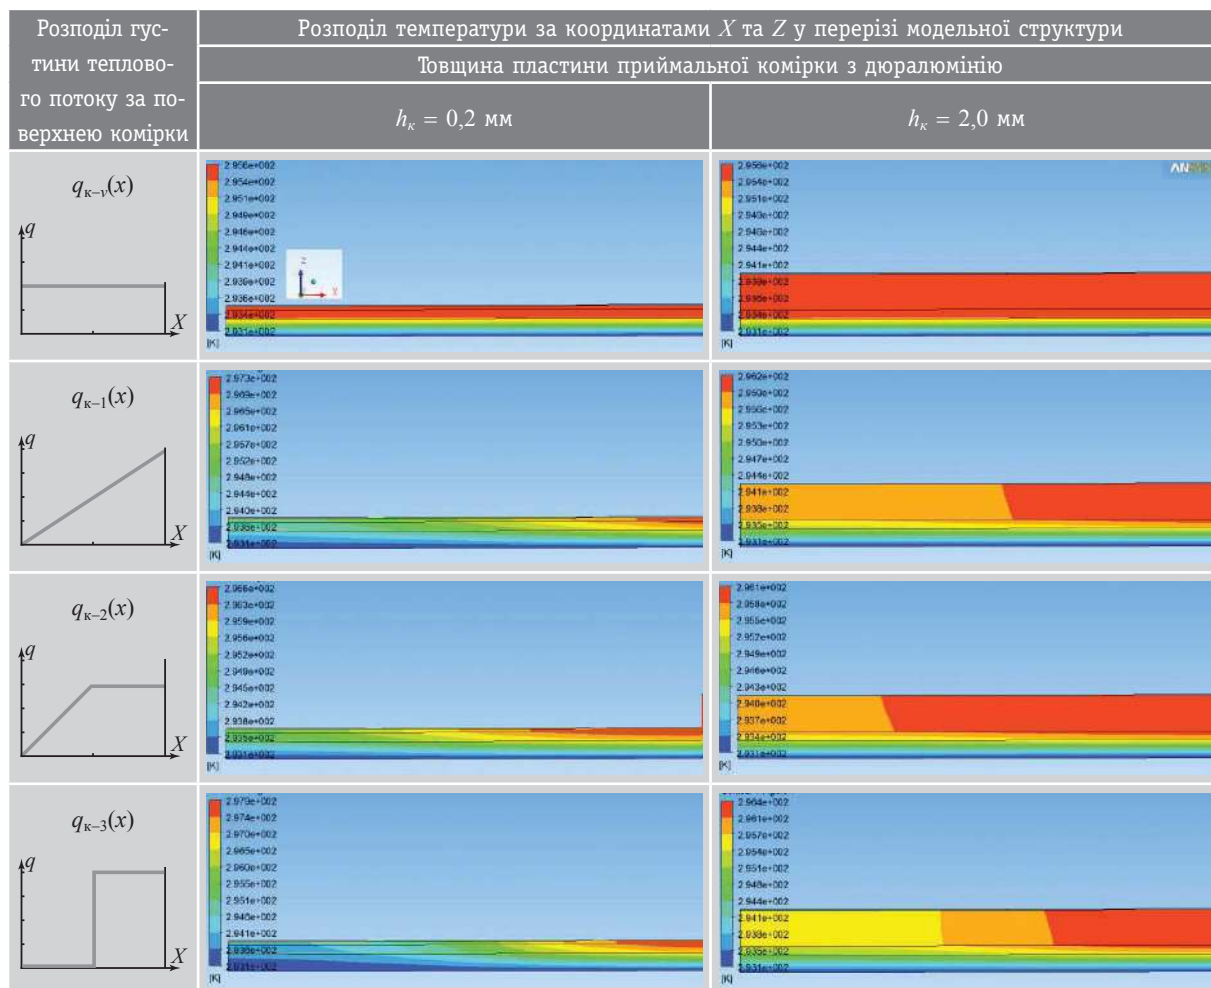 Розподіл гус-
тини теплово-
го потоку за по-
верхнею комірки
Розподіл температури за координатами X та Z у перерізі модельної структури
Товщина пластини приймальної комірки з дюралюмінію
hк = 0,2 мм
hк = 2,0 мм
qк–v(x)
q
X
2.956e+002
2.954e+002
2.951e+002
2.949e+002
2.946e+002
2.944e+002
2.941e+002
2.939e+002
2.936e+002
2.934e+002
2.931e+002
[K]
Z
X
2.956e+002
2.954e+002
2.951e+002
2.946e+002
2.944e+002
2.941e+002
2.939e+002
2.936e+002
2.934e+002
2.931e+002
[K]
qк–1(x)
q
X
2.973e+002
2.969e+002
2.965e+002
2.961e+002
2.957e+002
2.952e+002
2.948e+002
2.944e+002
2.940e+002
2.936e+002
2.931e+002
[K]
2.962e+002
2.953e+002
2.950e+002
2.947e+002
2.944e+002
2.941e+002
2.938e+002
2.935e+002
2.931e+002
[K]
qк–2(x)
q
X
2.966e+002
2.963e+002
2.959e+002
2.956e+002
2.952e+002
2.949e+002
2.945e+002
2.942e+002
2.938e+002
2.935e+002
2.931e+002
[K]
2.961e+002
2.958e+002
2.955e+002
2.952e+002
2.949e+002
2.946e+002
2.943e+002
2.940e+002
2.937e+002
2.934e+002
2.931e+002
[K]
qк–3(x)
q
X
2.979e+002
2.974e+002
2.970e+002
2.965e+002
2.960e+002
2.955e+002
2.951e+002
2.946e+002
2.941e+002
2.936e+002
2.931e+002
[K]
2.964e+002
2.961e+002
2.957e+002
2.954e+002
2.951e+002
2.948e+002
2.944e+002
2.941e+002
2.938e+002
2.935e+002
2.931e+002
[K]